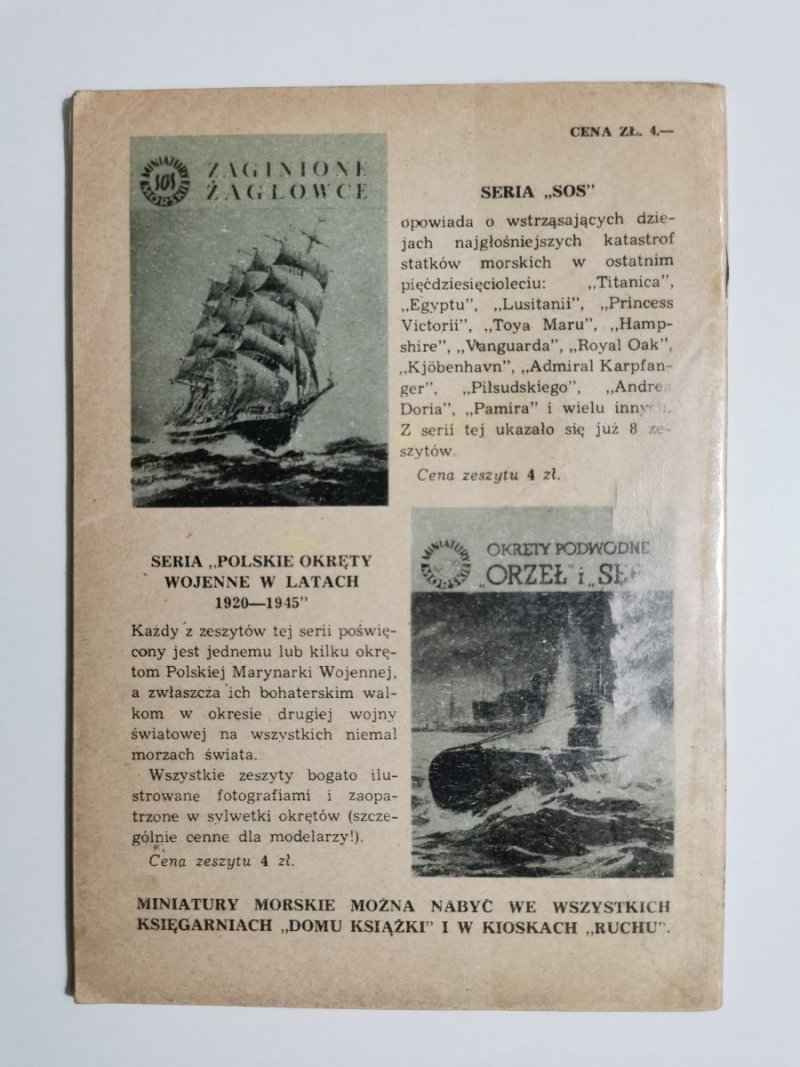 CENA ZŁ. 4.—
MINIATURY MORSKIE
SOS
ZAGINIONE
ŻAGLOWCE
SERIA „SOS”
opowiada o wstrząsających dzie-
jach najgłośniejszych katastrof
statków morskich w ostatnim
pięćdziesięcioleciu: „Titanica”,
„Egyptu”, „Lusitanii”, „Princess
Victorii”, „Toya Maru”, „Hamp-
shire”, „Vanguarda”, „Royal Oak”,
„Kjöbenhavn”, „Admiral Karpfan-
ger”, „Piłsudskiego”, „Andrea
Doria”, „Pamira” i wielu innych.
Z serii tej ukazało się już 8 ze-
szytów.
Cena zeszytu 4 zł.
SERIA „POLSKIE OKRĘTY
WOJENNE W LATACH
1920—1945”
Każdy z zeszytów tej serii poświę-
cony jest jednemu lub kilku okrę-
tom Polskiej Marynarki Wojennej,
a zwłaszcza ich bohaterskim wal-
kom w okresie drugiej wojny
światowej na wszystkich niemal
morzach świata.
Wszystkie zeszyty bogato ilu-
strowane fotografiami i zaopa-
trzone w sylwetki okrętów (szcze-
gólnie cenne dla modelarzy!).
Cena zeszytu 4 zł.
MINIATURY MORSKIE
OKRĘTY PODWODNE
„ORZEŁ” i
MINIATURY MORSKIE MOŻNA NABYĆ WE WSZYSTKICH
KSIĘGARNIACH „DOMU KSIĄŻKI” I W KIOSKACH „RUCHU”.